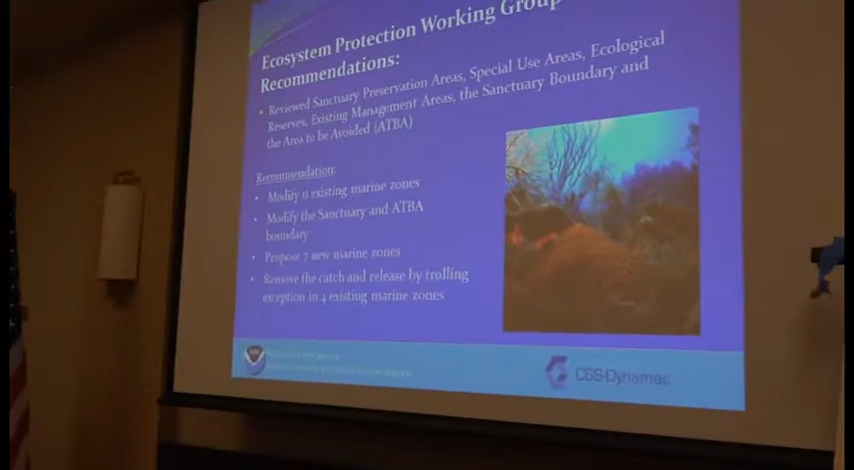 Ecosystem Protection Working Group
Recommendations:
• Reviewed Sanctuary Preservation Areas, Special Use Areas, Ecological
Reserves, Existing Management Areas, the Sanctuary Boundary and
the Area to be Avoided (ATBA)
Recommendation:
• Modify 11 existing marine zones
• Modify the Sanctuary and ATBA
boundary
• Propose 7 new marine zones
• Remove the catch and release by trolling
exception in 4 existing marine zones
CSS-Dynamac